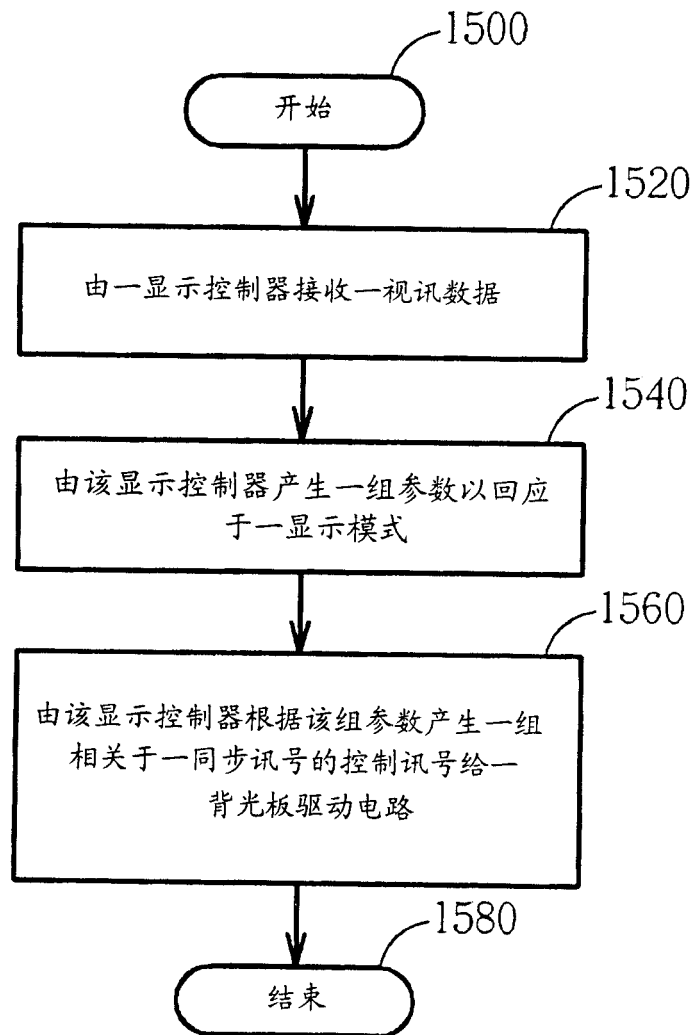 1500
开始
1520
由一显示控制器接收一视讯数据
1540
由该显示控制器产生一组参数以回应
于一显示模式
1560
由该显示控制器根据该组参数产生一组
相关于一同步讯号的控制讯号给一
背光板驱动电路
1580
结束